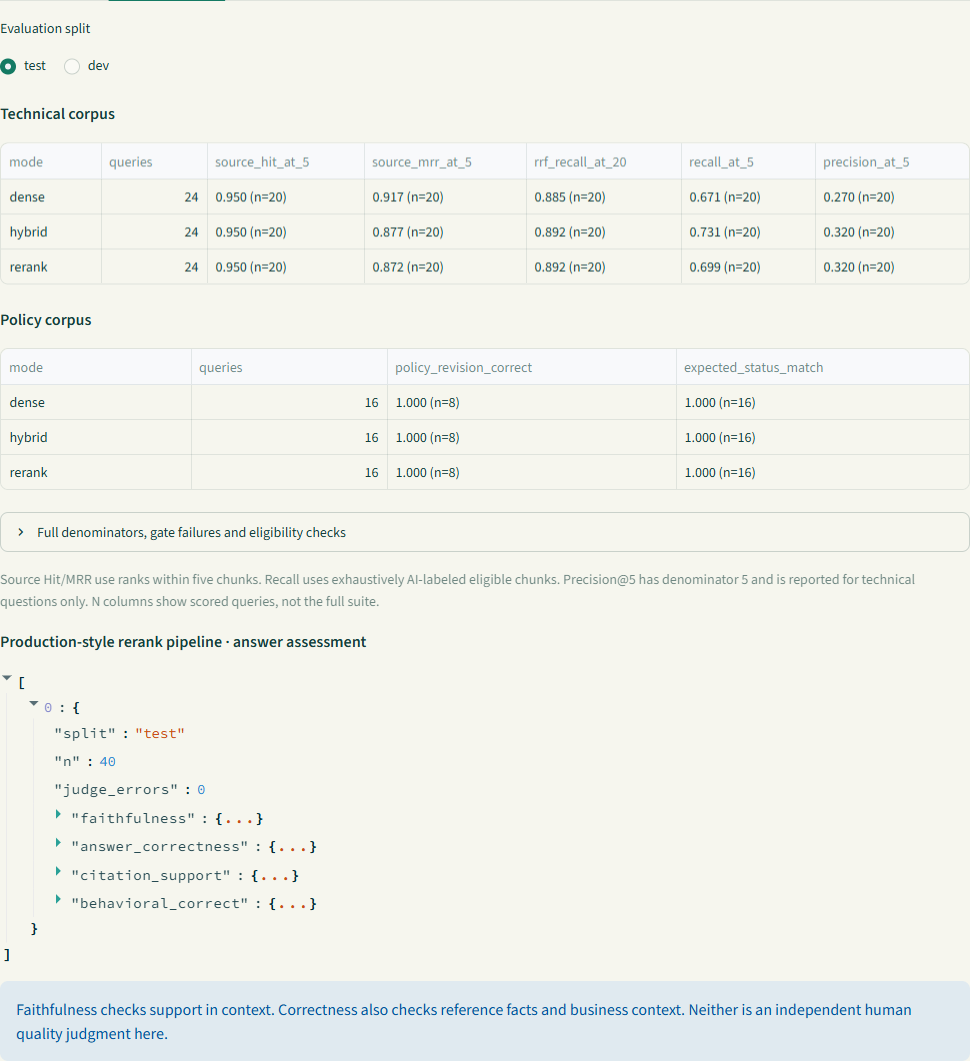 Evaluation split
test dev
Technical corpus
mode queries source_hit_at_5 source_mrr_at_5 rrf_recall_at_20 recall_at_5 precision_at_5
dense 24 0.950 (n=20) 0.917 (n=20) 0.885 (n=20) 0.671 (n=20) 0.270 (n=20)
hybrid 24 0.950 (n=20) 0.877 (n=20) 0.892 (n=20) 0.731 (n=20) 0.320 (n=20)
rerank 24 0.950 (n=20) 0.872 (n=20) 0.892 (n=20) 0.699 (n=20) 0.320 (n=20)
Policy corpus
mode queries policy_revision_correct expected_status_match
dense 16 1.000 (n=8) 1.000 (n=16)
hybrid 16 1.000 (n=8) 1.000 (n=16)
rerank 16 1.000 (n=8) 1.000 (n=16)
Full denominators, gate failures and eligibility checks
Source Hit/MRR use ranks within five chunks. Recall uses exhaustively AI-labeled eligible chunks. Precision@5 has denominator 5 and is reported for technical
questions only. N columns show scored queries, not the full suite.
Production-style rerank pipeline · answer assessment
[
0 : {
"split" : "test"
"n" : 40
"judge_errors" : 0
"faithfulness" : {...}
"answer_correctness" : {...}
"citation_support" : {...}
"behavioral_correct" : {...}
}
]
Faithfulness checks support in context. Correctness also checks reference facts and business context. Neither is an independent human
quality judgment here.